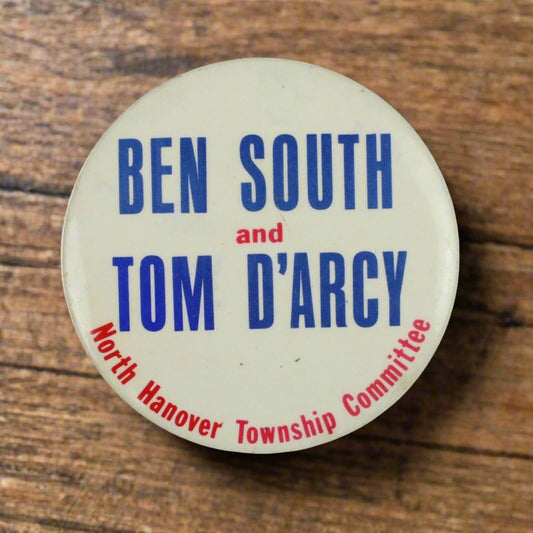 BEN SOUTH
and
TOM D'ARCY
North Hanover Township Committee